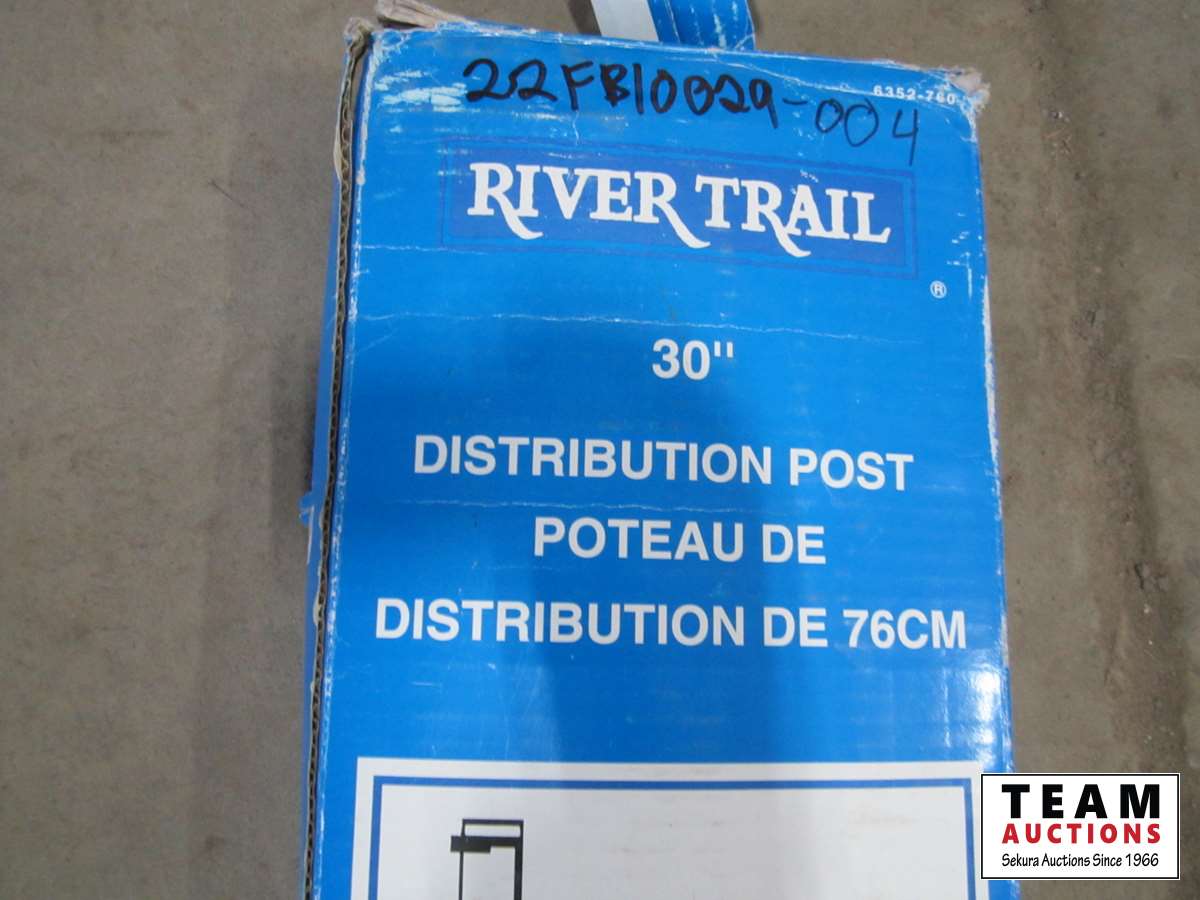 22FB10029-004
6352-760
RIVER TRAIL
®
30"
DISTRIBUTION POST
POTEAU DE
DISTRIBUTION DE 76CM
TEAM
AUCTIONS
Sekura Auctions Since 1966